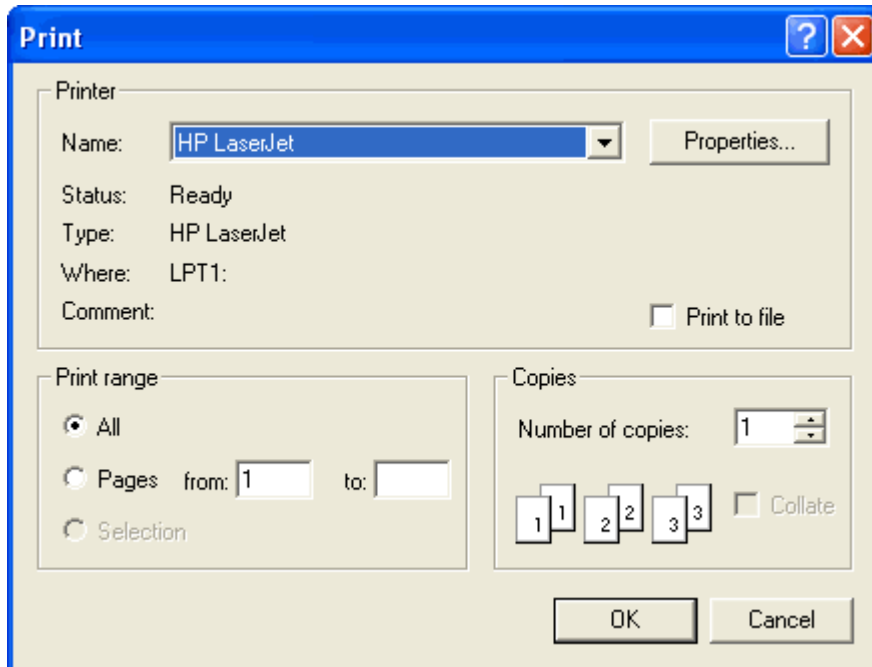 Print
Printer
Name: HP LaserJet Properties...
Status: Ready
Type: HP LaserJet
Where: LPT1:
Comment: Print to file
Print range
All
Pages from: 1 to:
Selection
Copies
Number of copies: 1
1 1 2 2 3 3 Collate
OK Cancel